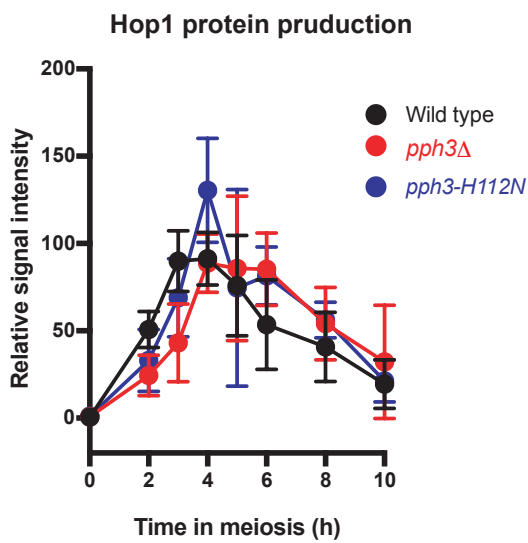 Hop1 protein pruduction
Relative signal intensity
200
150
100
50
0
0 2 4 6 8 10
Time in meiosis (h)
Wild type
pph3Δ
pph3-H112N